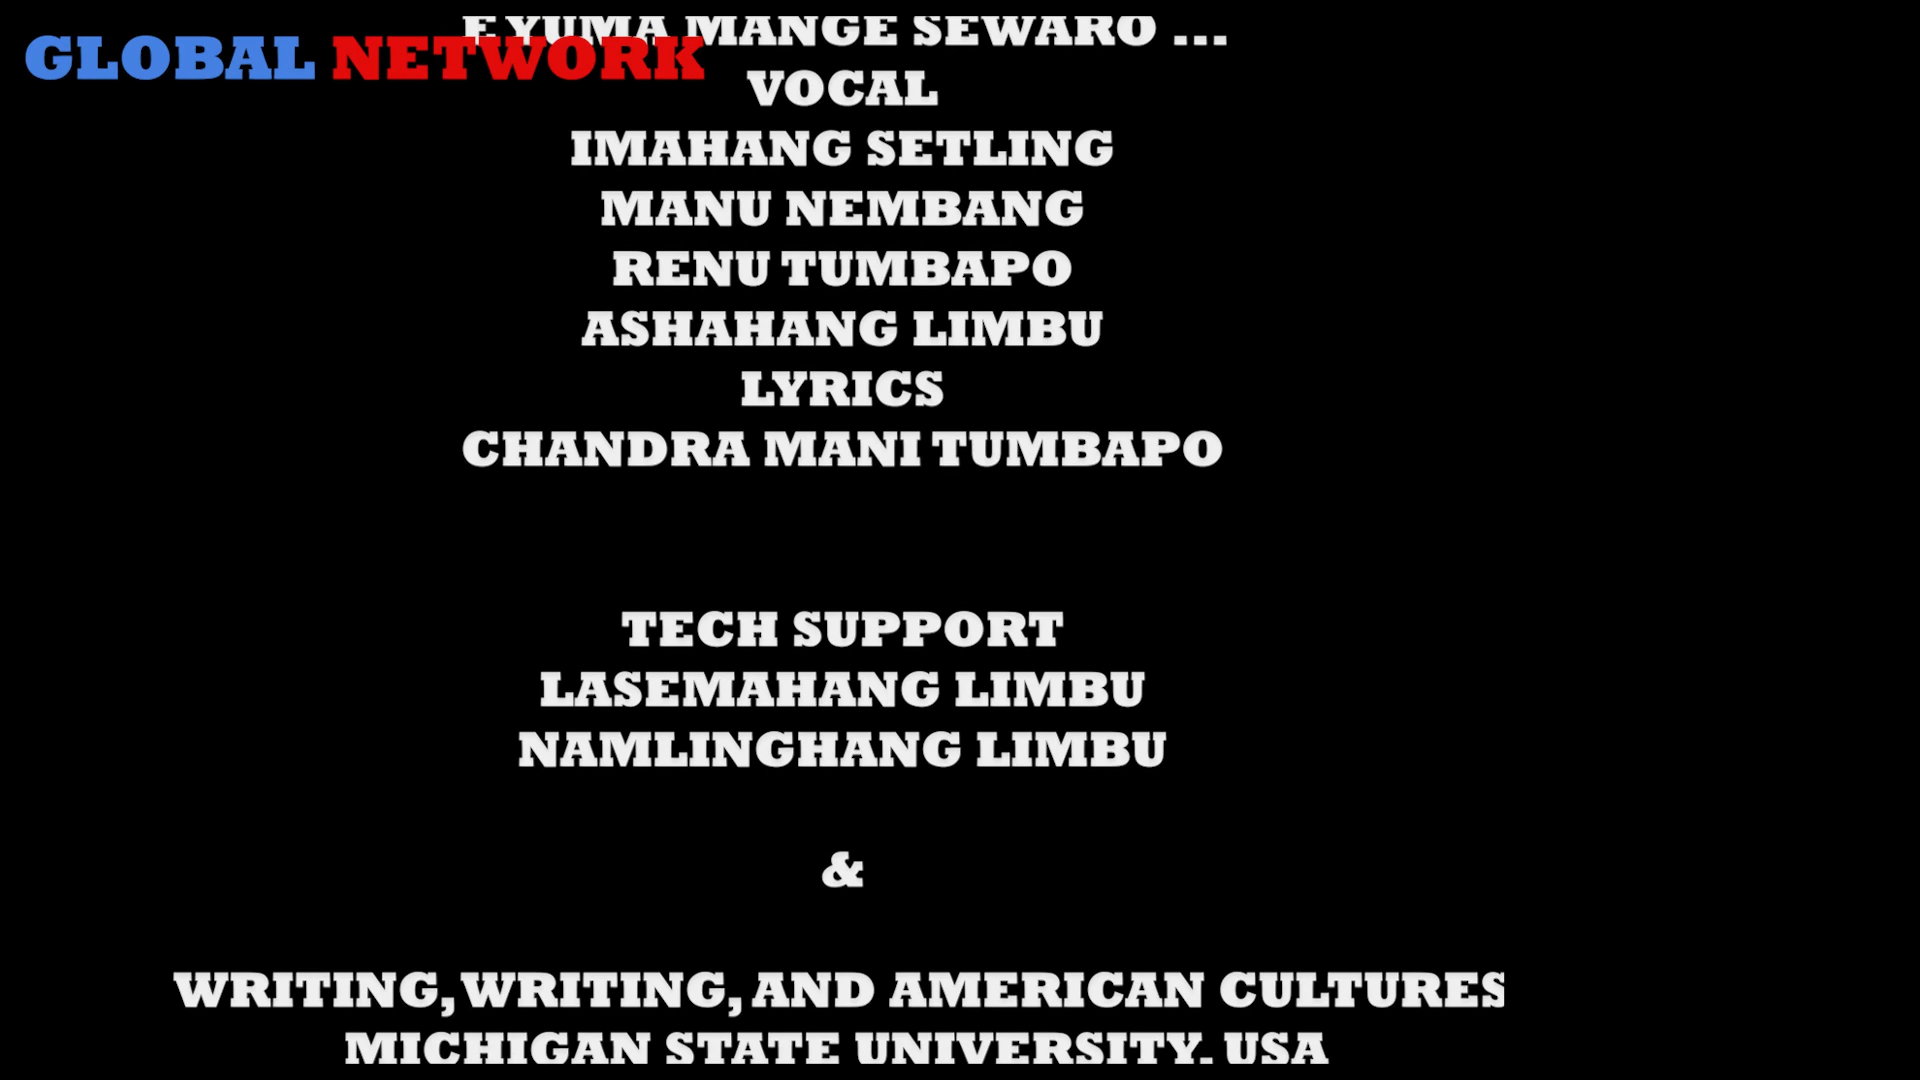 E YUMA MANGE SEWARO ...
GLOBAL NETWORK
VOCAL
IMAHANG SETLING
MANU NEMBANG
RENU TUMBAPO
ASHAHANG LIMBU
LYRICS
CHANDRA MANI TUMBAPO
TECH SUPPORT
LASEMAHANG LIMBU
NAMLINGHANG LIMBU
&
WRITING, WRITING, AND AMERICAN CULTURES
MICHIGAN STATE UNIVERSITY. USA